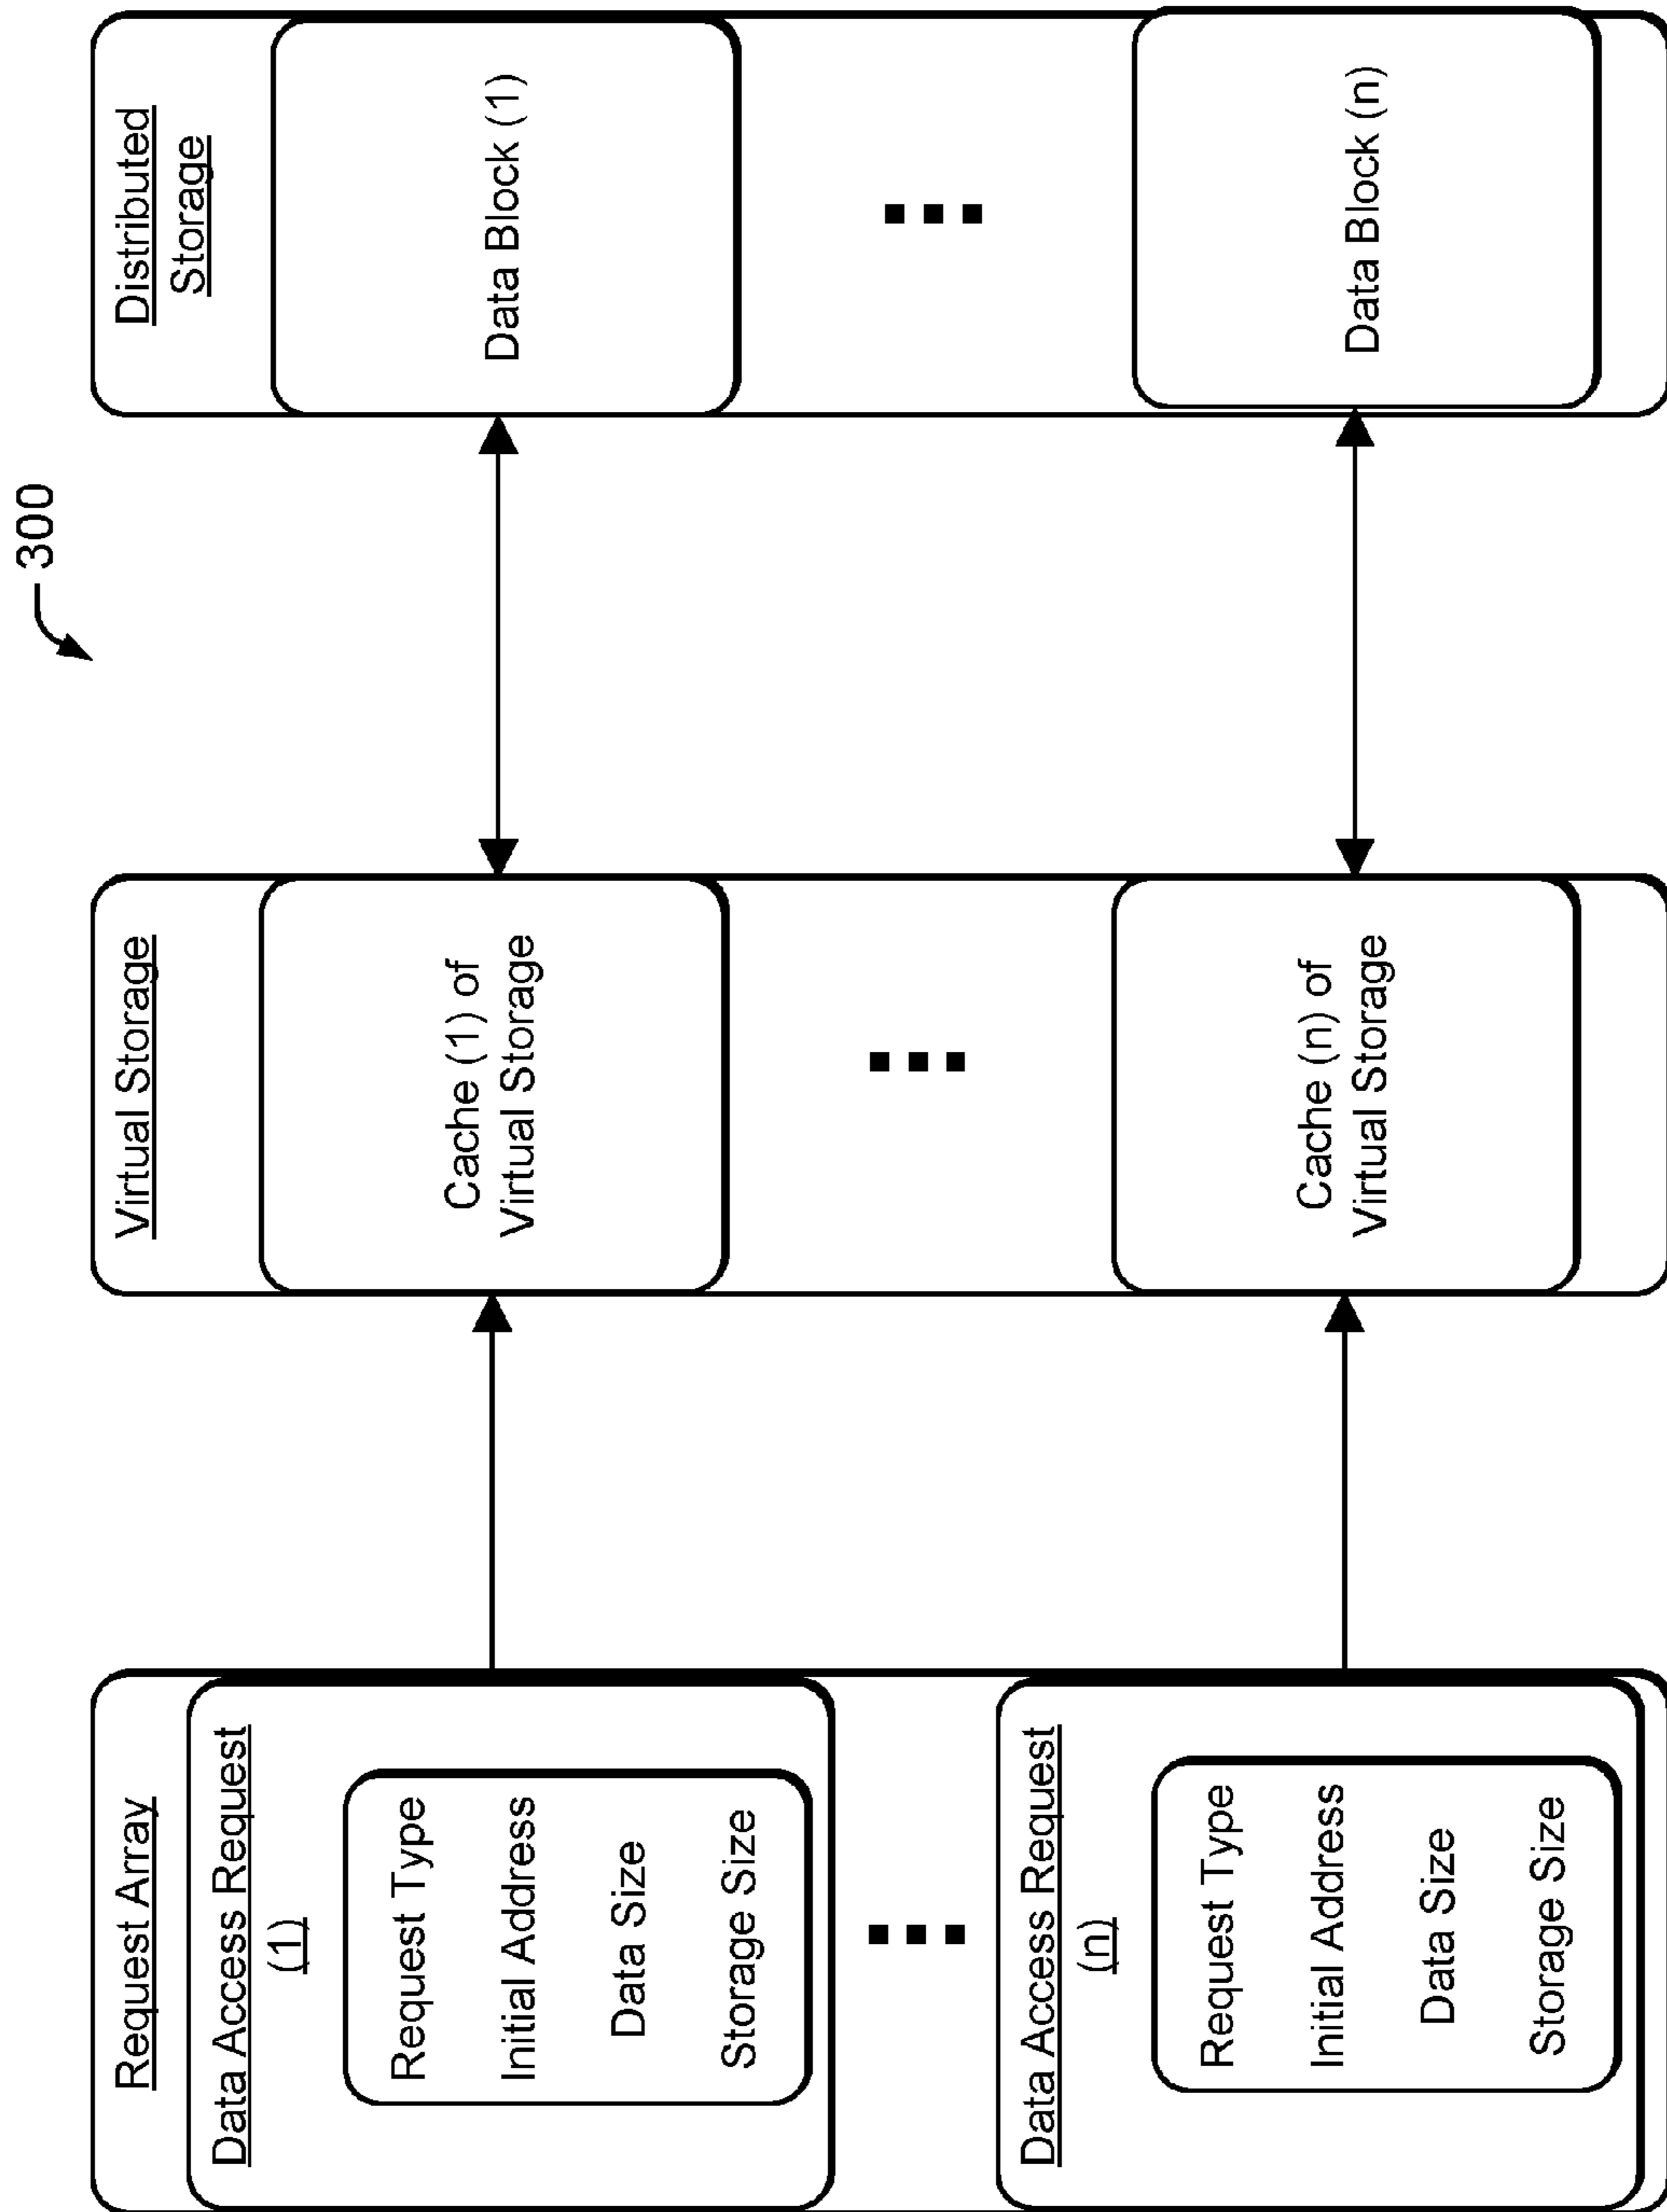 300
Request Array
Data Access Request
(1)
Request Type
Initial Address
Data Size
Storage Size
Data Access Request
(n)
Request Type
Initial Address
Data Size
Storage Size
Virtual Storage
Cache (1) of
Virtual Storage
Cache (n) of
Virtual Storage
Distributed
Storage
Data Block (1)
Data Block (n)